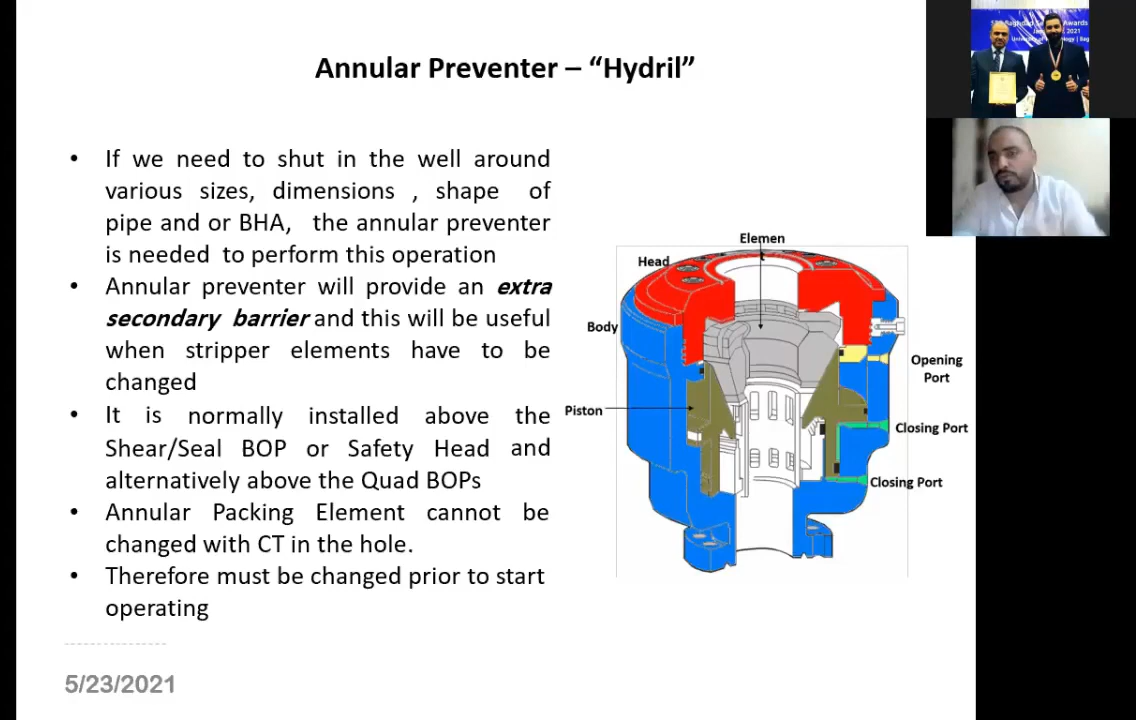 Annular Preventer – “Hydril”
• If we need to shut in the well around
various sizes, dimensions , shape of
pipe and or BHA, the annular preventer
is needed to perform this operation
• Annular preventer will provide an extra
secondary barrier and this will be useful
when stripper elements have to be
changed
• It is normally installed above the
Shear/Seal BOP or Safety Head and
alternatively above the Quad BOPs
• Annular Packing Element cannot be
changed with CT in the hole.
• Therefore must be changed prior to start
operating
5/23/2021
Elemen
t
Head
Body
Opening
Port
Piston
Closing Port
Closing Port
Baghdad Awards
2021
University of